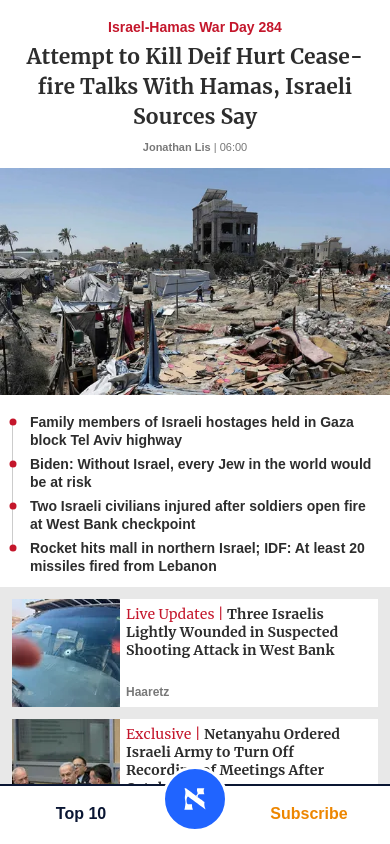 Israel-Hamas War Day 284
Attempt to Kill Deif Hurt Cease-
fire Talks With Hamas, Israeli
Sources Say
Jonathan Lis | 06:00
Family members of Israeli hostages held in Gaza
block Tel Aviv highway
Biden: Without Israel, every Jew in the world would
be at risk
Two Israeli civilians injured after soldiers open fire
at West Bank checkpoint
Rocket hits mall in northern Israel; IDF: At least 20
missiles fired from Lebanon
Live Updates | Three Israelis
Lightly Wounded in Suspected
Shooting Attack in West Bank
Haaretz
Exclusive | Netanyahu Ordered
Israeli Army to Turn Off
Recording of Meetings After
Top 10
Subscribe